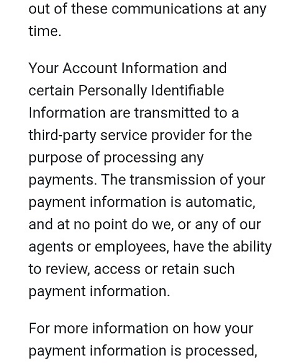 out of these communications at any
time.
Your Account Information and
certain Personally Identifiable
Information are transmitted to a
third-party service provider for the
purpose of processing any
payments. The transmission of your
payment information is automatic,
and at no point do we, or any of our
agents or employees, have the ability
to review, access or retain such
payment information.
For more information on how your
payment information is processed,